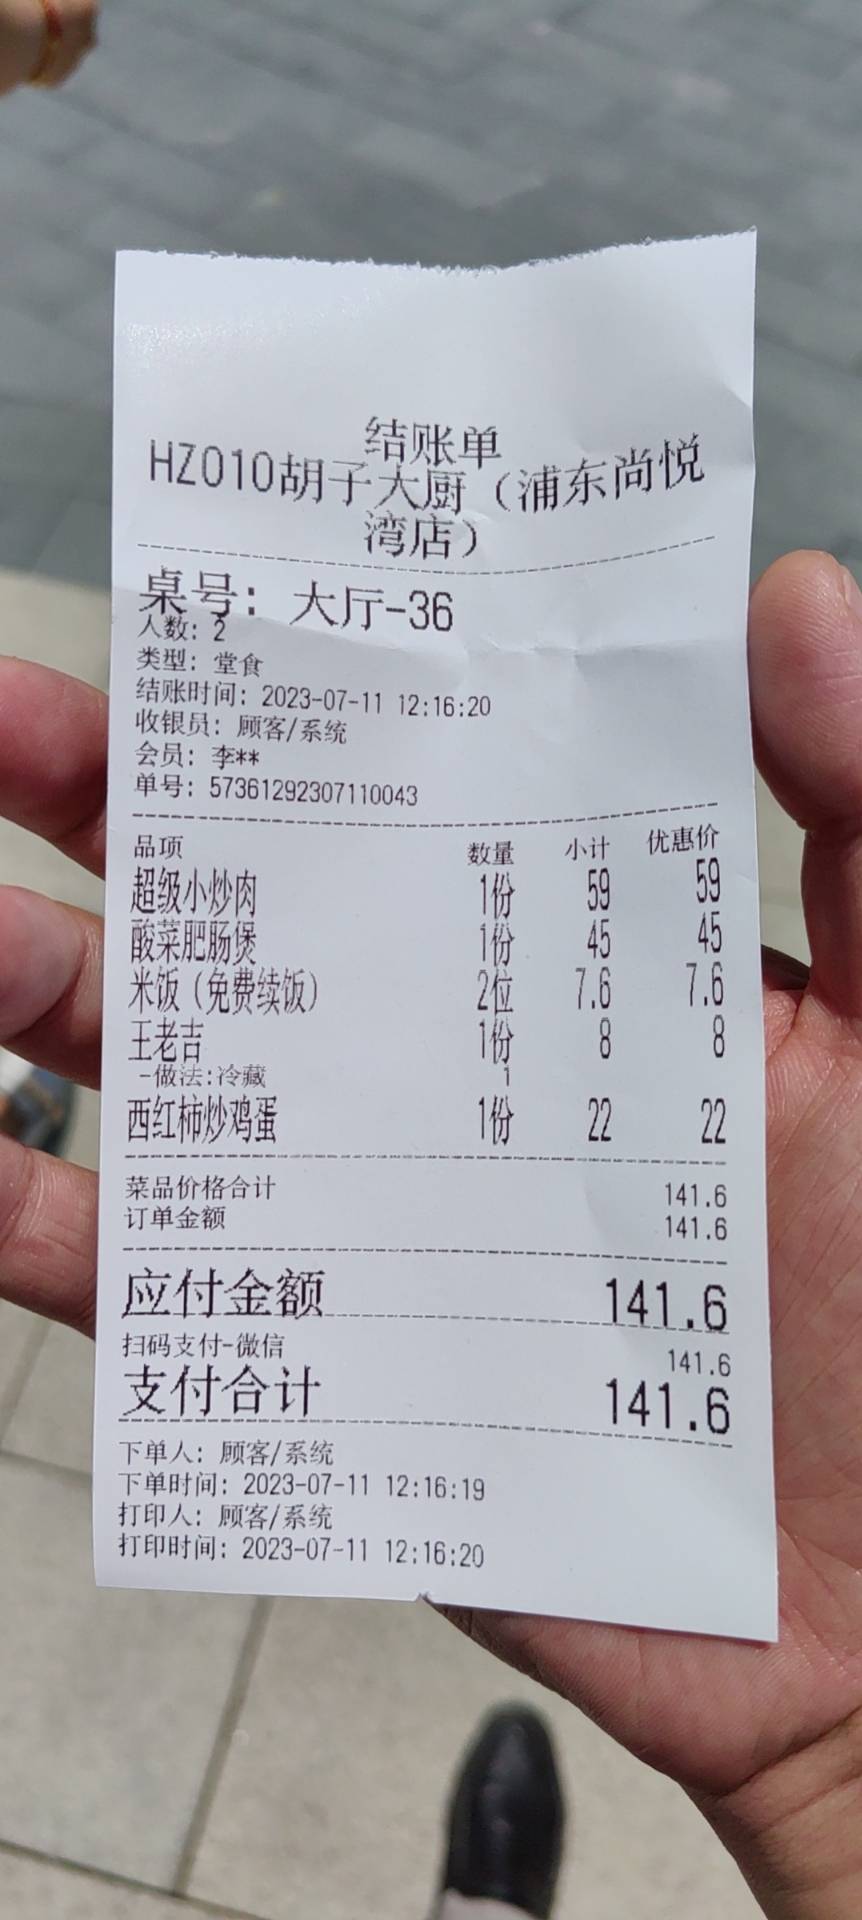 结账单
HZ010胡子大厨（浦东尚悦
湾店）
桌号: 大厅-36
人数: 2
类型: 堂食
结账时间: 2023-07-11 12:16:20
收银员: 顾客/系统
会员: 李**
单号: 57361292307110043
品项 数量 小计 优惠价
超级小炒肉 1份 59 59
酸菜肥肠煲 1份 45 45
米饭（免费续饭） 2位 7.6 7.6
王老吉 1份 8 8
-做法:冷藏 1
西红柿炒鸡蛋 1份 22 22
菜品价格合计 141.6
订单金额 141.6
应付金额 141.6
扫码支付-微信 141.6
支付合计 141.6
下单人: 顾客/系统
下单时间: 2023-07-11 12:16:19
打印人: 顾客/系统
打印时间: 2023-07-11 12:16:20